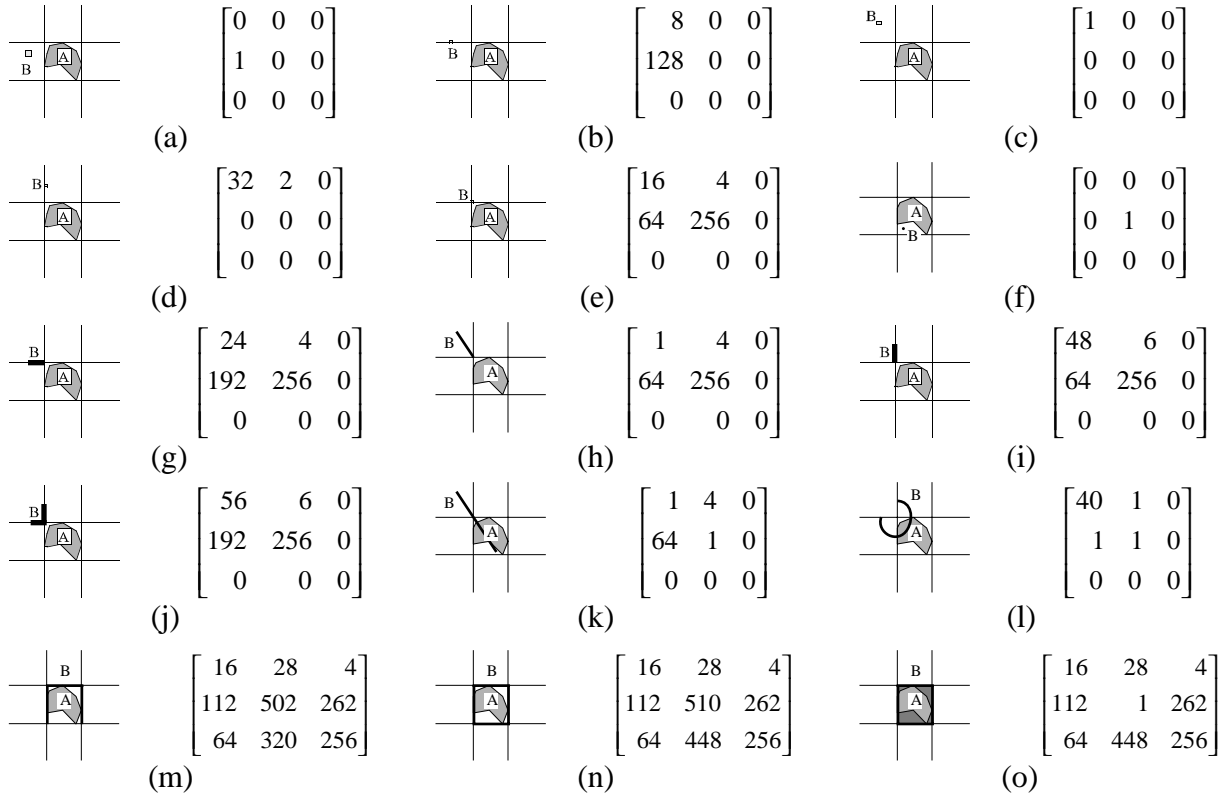 B A
0 0 0
1 0 0
0 0 0
(a)
B A
8 0 0
128 0 0
0 0 0
(b)
B A
1 0 0
0 0 0
0 0 0
(c)
B A
32 2 0
0 0 0
0 0 0
(d)
B A
16 4 0
64 256 0
0 0 0
(e)
A
B
0 0 0
0 1 0
0 0 0
(f)
B A
24 4 0
192 256 0
0 0 0
(g)
B A
1 4 0
64 256 0
0 0 0
(h)
B A
48 6 0
64 256 0
0 0 0
(i)
B A
56 6 0
192 256 0
0 0 0
(j)
B A
1 4 0
64 1 0
0 0 0
(k)
B A
40 1 0
1 1 0
0 0 0
(l)
B A
16 28 4
112 502 262
64 320 256
(m)
B A
16 28 4
112 510 262
64 448 256
(n)
B A
16 28 4
112 1 262
64 448 256
(o)